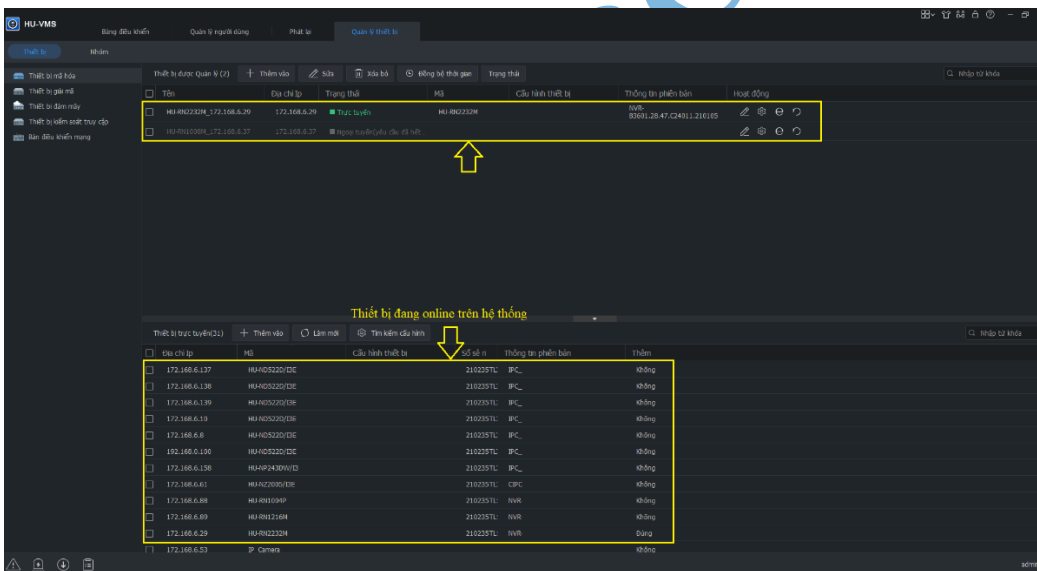 HU-VMS
Bảng điều khiển Quản lý người dùng Phát lại Quản lý thiết bị
Thiết bị Nhóm
Thiết bị mã hóa
Thiết bị giải mã
Thiết bị đám mây
Thiết bị kiểm soát truy cập
Bàn điều khiển mạng
Thiết bị được Quản lý (2) Thêm vào Sửa Xóa bỏ Đồng bộ thời gian Trạng thái Nhập từ khóa
Tên Địa chỉ Ip Trạng thái Mã Cấu hình thiết bị Thông tin phiên bản Hoạt động
HU-RN2232M_172.168.6.29 172.168.6.29 Trực tuyến HU-RN2232M NVR-
B3601.28.47.C24011.210105
HU-RN1008M_172.168.6.37 172.168.6.37 Ngoại tuyến(yêu cầu đã hết...
Thiết bị đang online trên hệ thống
Thiết bị trực tuyến(31) Thêm vào Làm mới Tìm kiếm cấu hình Nhập từ khóa
Địa chỉ Ip Mã Cấu hình thiết bị Số sê ri Thông tin phiên bản Thêm
172.168.6.137 HU-ND522D/I3E 210235TL: IPC_ Không
172.168.6.138 HU-ND522D/I3E 210235TL: IPC_ Không
172.168.6.139 HU-ND522D/I3E 210235TL: IPC_ Không
172.168.6.10 HU-ND522D/I3E 210235TL: IPC_ Không
172.168.6.8 HU-ND522D/I3E 210235TL: IPC_ Không
192.168.0.100 HU-ND522D/I3E 210235TL: IPC_ Không
172.168.6.158 HU-NP243DW/I3 210235TL: IPC_ Không
172.168.6.61 HU-NZ2005/I3E 210235TL: CIPC Không
172.168.6.88 HU-RN1004P 210235TL: NVR Không
172.168.6.89 HU-RN1216M 210235TL: NVR Không
172.168.6.29 HU-RN2232M 210235TL: NVR Đúng
172.168.6.53 IP Camera Không